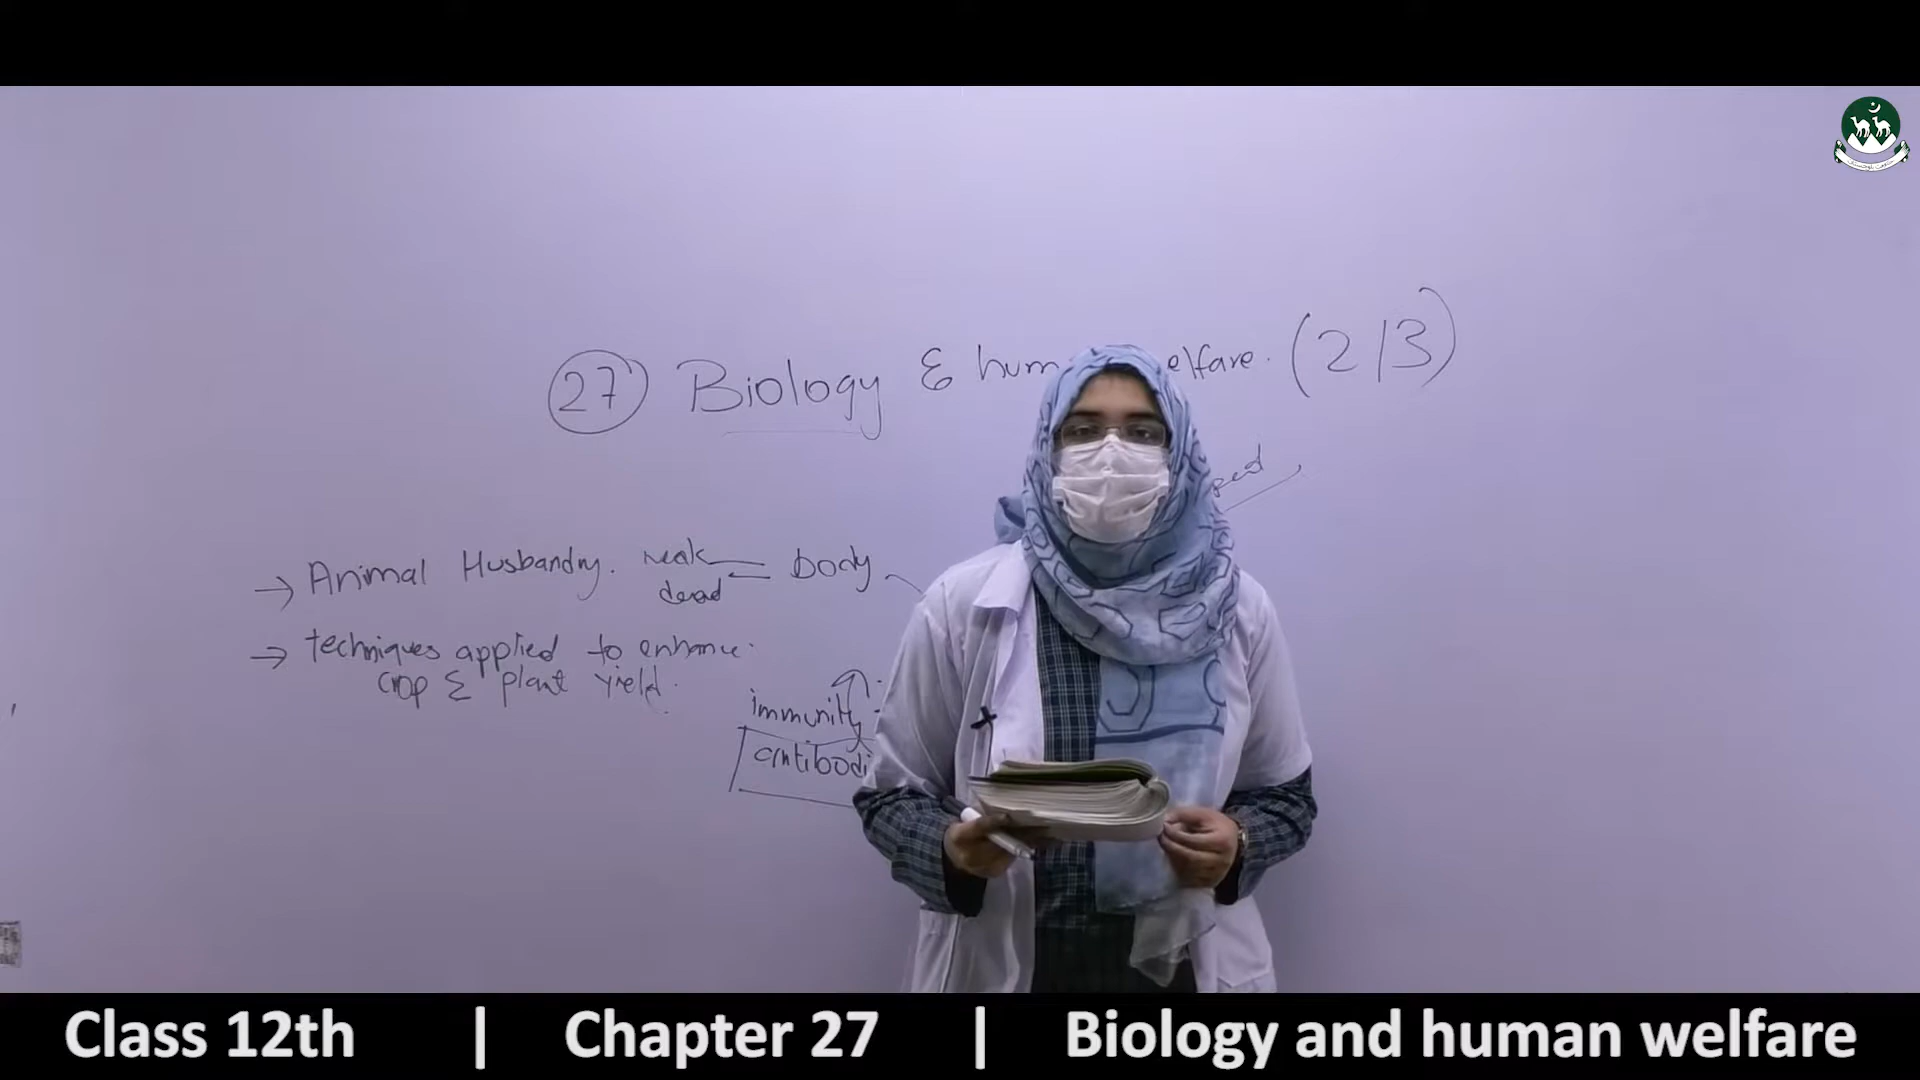 27 Biology & hum elfare. (2/3)
→ Animal Husbandry. weak body
dead
→ techniques applied to enhance.
crop & plant yield.
immunity
antibodi
Class 12th | Chapter 27 | Biology and human welfare